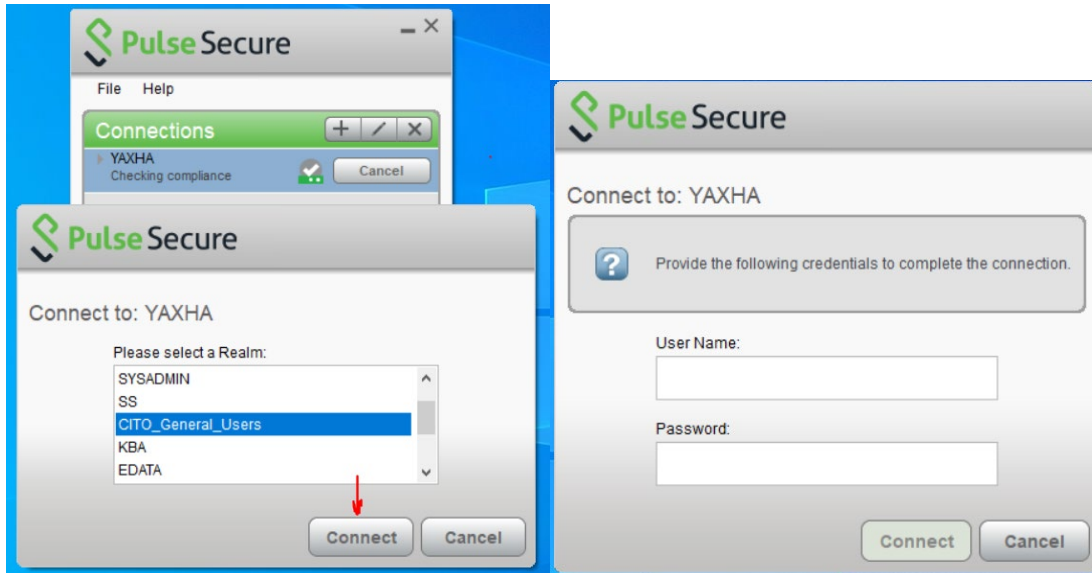 Pulse Secure
File Help
Connections
YAXHA
Checking compliance
Cancel
Pulse Secure
Connect to: YAXHA
Please select a Realm:
SYSADMIN
SS
CITO_General_Users
KBA
EDATA
Connect Cancel
Pulse Secure
Connect to: YAXHA
Provide the following credentials to complete the connection.
User Name:
Password:
Connect Cancel